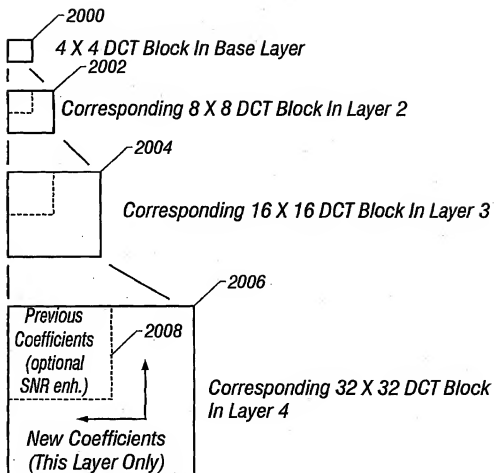 2000
4 X 4 DCT Block In Base Layer
2002
Corresponding 8 X 8 DCT Block In Layer 2
2004
Corresponding 16 X 16 DCT Block In Layer 3
2006
Previous
Coefficients
(optional
SNR enh.)
2008
Corresponding 32 X 32 DCT Block
In Layer 4
New Coefficients
(This Layer Only)